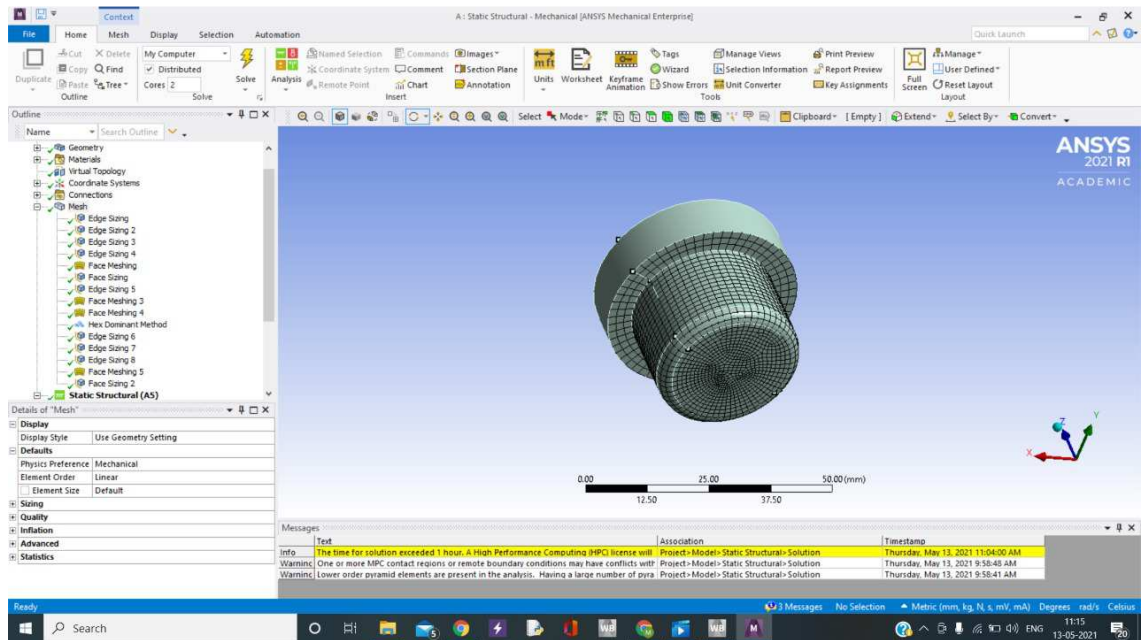 Context
A : Static Structural - Mechanical [ANSYS Mechanical Enterprise]
File Home Mesh Display Selection Automation
Quick Launch
Cut Delete My Computer
Named Selection Commands Images
Tags Manage Views Print Preview Manage
Copy Find Distributed
Coordinate System Comment Section Plane
Wizard Selection Information Report Preview User Defined
Duplicate Paste Tree Cores 2 Solve Analysis
Remote Point Chart Annotation
Units Worksheet Keyframe Animation Show Errors Unit Converter Key Assignments Full Screen Reset Layout
Outline Solve Insert Tools Layout
Outline
Select Mode Clipboard [Empty] Extend Select By Convert
Name Search Outline
Geometry
Materials
Virtual Topology
Coordinate Systems
Connections
Mesh
Edge Sizing
Edge Sizing 2
Edge Sizing 3
Edge Sizing 4
Face Meshing
Face Sizing
Edge Sizing 5
Face Meshing 3
Face Meshing 4
Hex Dominant Method
Edge Sizing 6
Edge Sizing 7
Edge Sizing 8
Face Meshing 5
Face Sizing 2
Static Structural (A5)
Details of "Mesh"
Display
Display Style Use Geometry Setting
Defaults
Physics Preference Mechanical
Element Order Linear
Element Size Default
Sizing
Quality
Inflation
Advanced
Statistics
ANSYS
2021 R1
ACADEMIC
Y
Z
X
0.00 25.00 50.00 (mm)
12.50 37.50
Messages
Text Association Timestamp
Info The time for solution exceeded 1 hour. A High Performance Computing (HPC) license will Project>Model>Static Structural>Solution Thursday, May 13, 2021 11:04:00 AM
Warning One or more MPC contact regions or remote boundary conditions may have conflicts with Project>Model>Static Structural>Solution Thursday, May 13, 2021 9:58:48 AM
Warning Lower order pyramid elements are present in the analysis. Having a large number of pyra Project>Model>Static Structural>Solution Thursday, May 13, 2021 9:58:41 AM
Ready 3 Messages No Selection Metric (mm, kg, N, s, mV, mA) Degrees rad/s Celsius
Search
ENG
11:15
13-05-2021
20